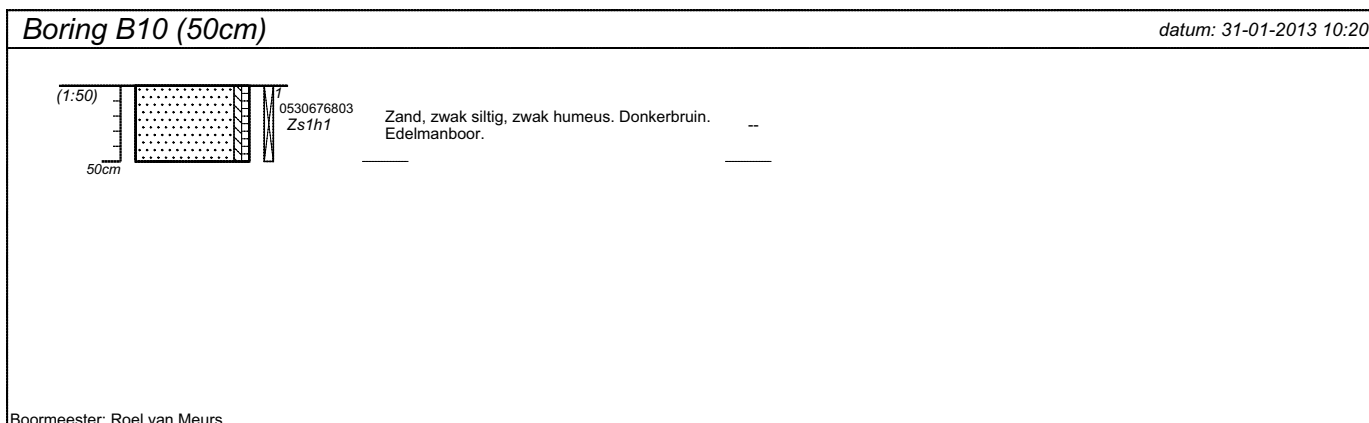 Boring B10 (50cm)
datum: 31-01-2013 10:20
(1:50)
1
0530676803
Zs1h1
Zand, zwak siltig, zwak humeus. Donkerbruin.
Edelmanboor.
--
50cm
Boormeester: Roel van Meurs